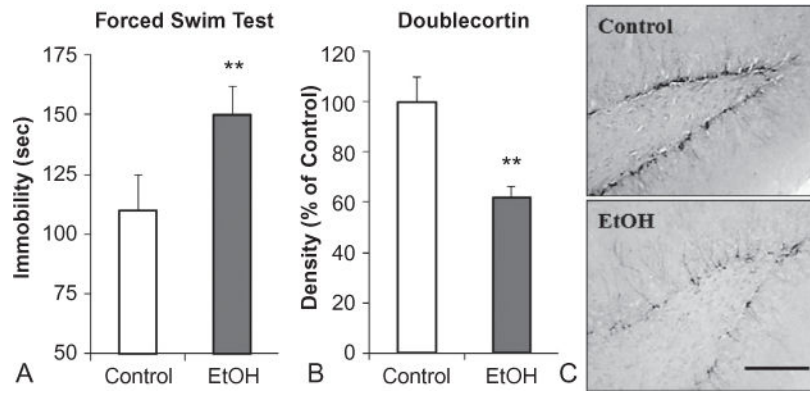 Forced Swim Test
Immobility (sec)
175
150
125
100
75
50
**
Control
EtOH
A
Doublecortin
Density (% of Control)
120
100
80
60
40
20
0
**
Control
EtOH
B
Control
EtOH
C